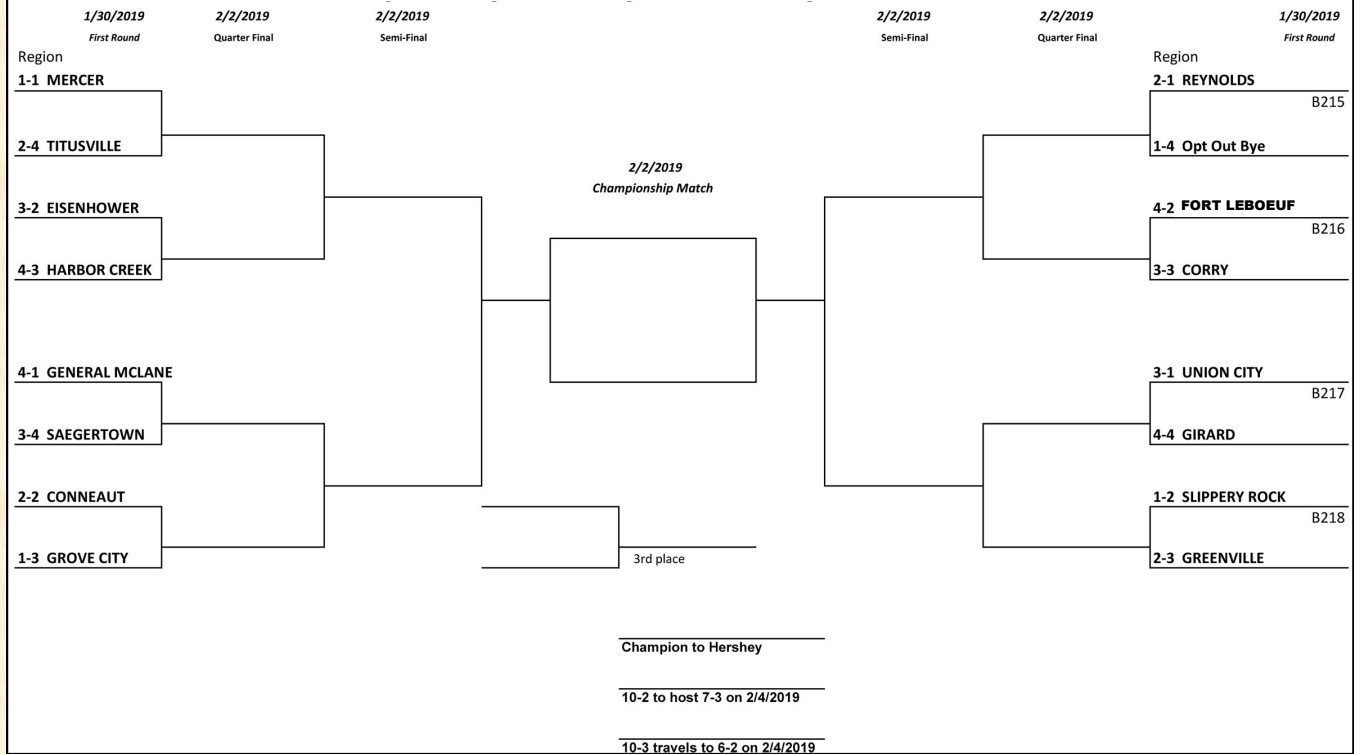 1/30/2019 2/2/2019 2/2/2019 2/2/2019 2/2/2019 1/30/2019
First Round Quarter Final Semi-Final Semi-Final Quarter Final First Round
Region Region
1-1 MERCER 2-1 REYNOLDS
B215
2-4 TITUSVILLE 1-4 Opt Out Bye
2/2/2019
Championship Match
3-2 EISENHOWER 4-2 FORT LEBOEUF
B216
4-3 HARBOR CREEK 3-3 CORRY
4-1 GENERAL MCLANE 3-1 UNION CITY
B217
3-4 SAEGERTOWN 4-4 GIRARD
2-2 CONNEAUT 1-2 SLIPPERY ROCK
B218
1-3 GROVE CITY 3rd place 2-3 GREENVILLE
Champion to Hershey
10-2 to host 7-3 on 2/4/2019
10-3 travels to 6-2 on 2/4/2019